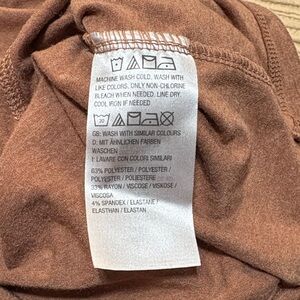 MACHINE WASH COLD, WASH WITH
LIKE COLORS, ONLY NON-CHLORINE
BLEACH WHEN NEEDED. LINE DRY.
COOL IRON IF NEEDED
30
GB: WASH WITH SIMILAR COLOURS
D: MIT ÄHNLICHEN FARBEN
WASCHEN
I: LAVARE CON COLORI SIMILARI
63% POLYESTER / POLYESTER /
POLYESTER / POLIESTERE
33% RAYON / VISCOSE / VISKOSE /
VISCOSA
4% SPANDEX / ELASTANE /
ELASTHAN / ELASTAN